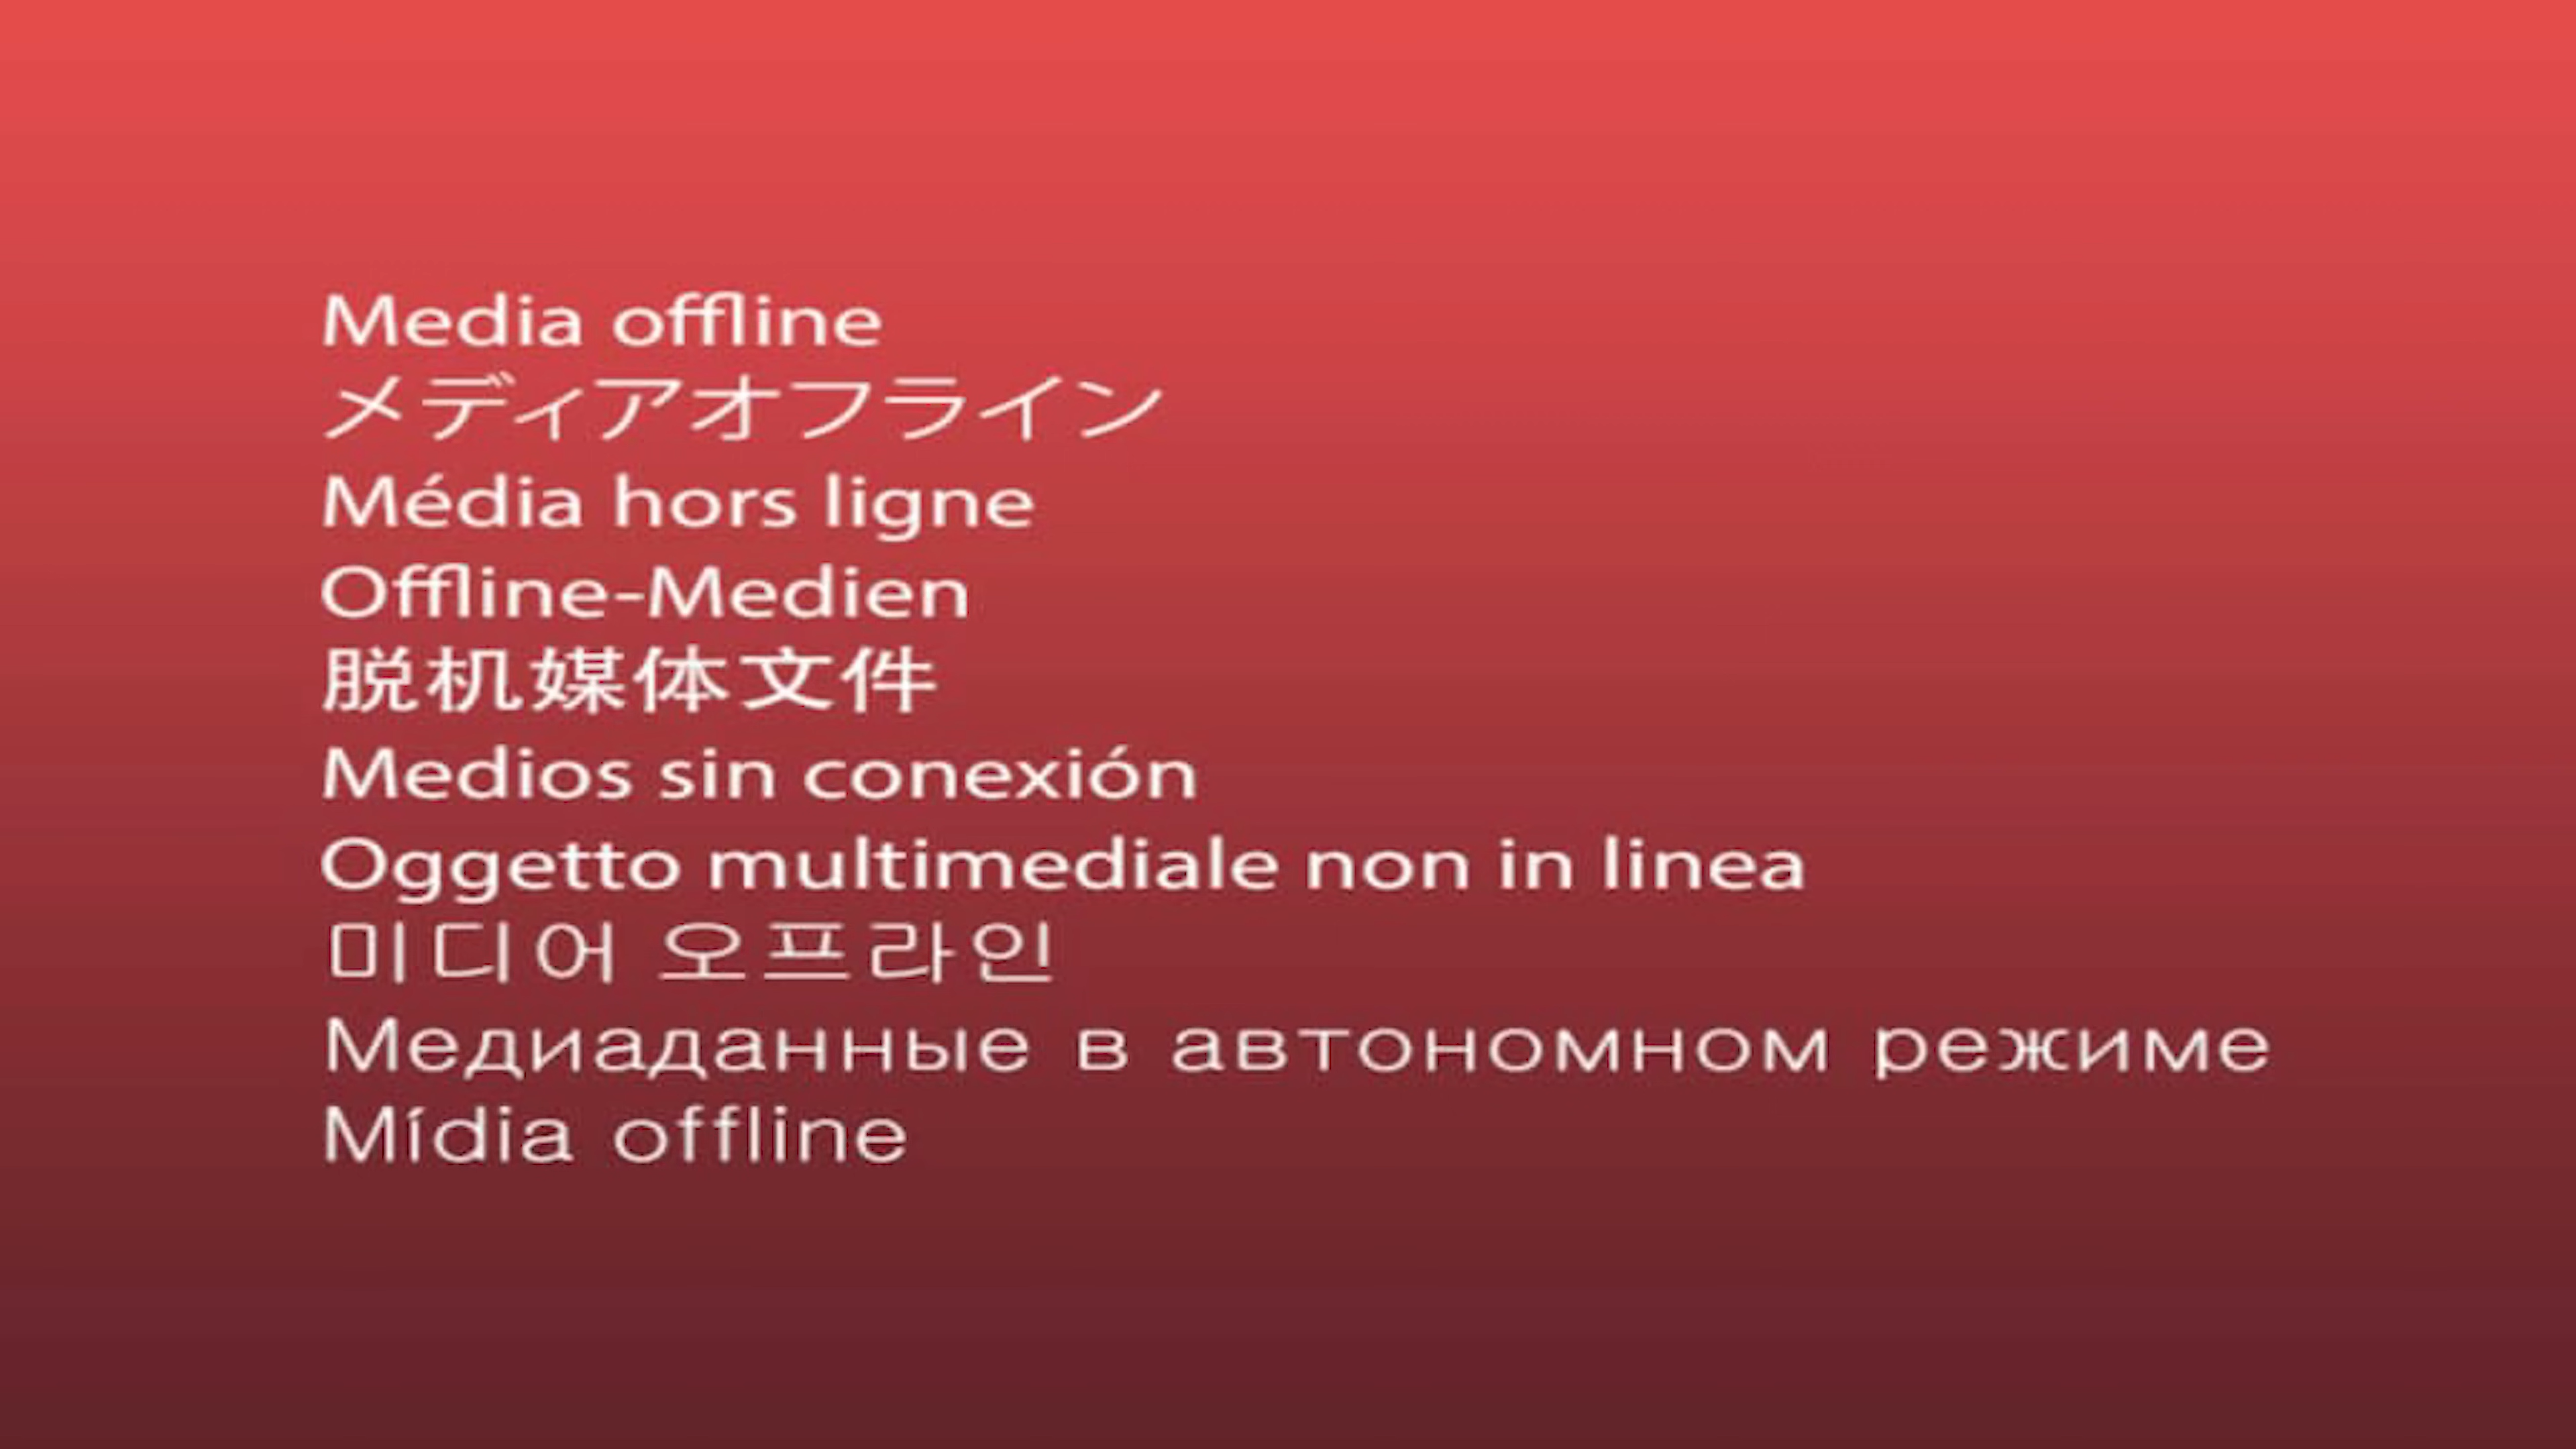 Media offline
メディアオフライン
Média hors ligne
Offline-Medien
脱机媒体文件
Medios sin conexión
Oggetto multimediale non in linea
미디어 오프라인
Медиаданные в автономном режиме
Mídia offline